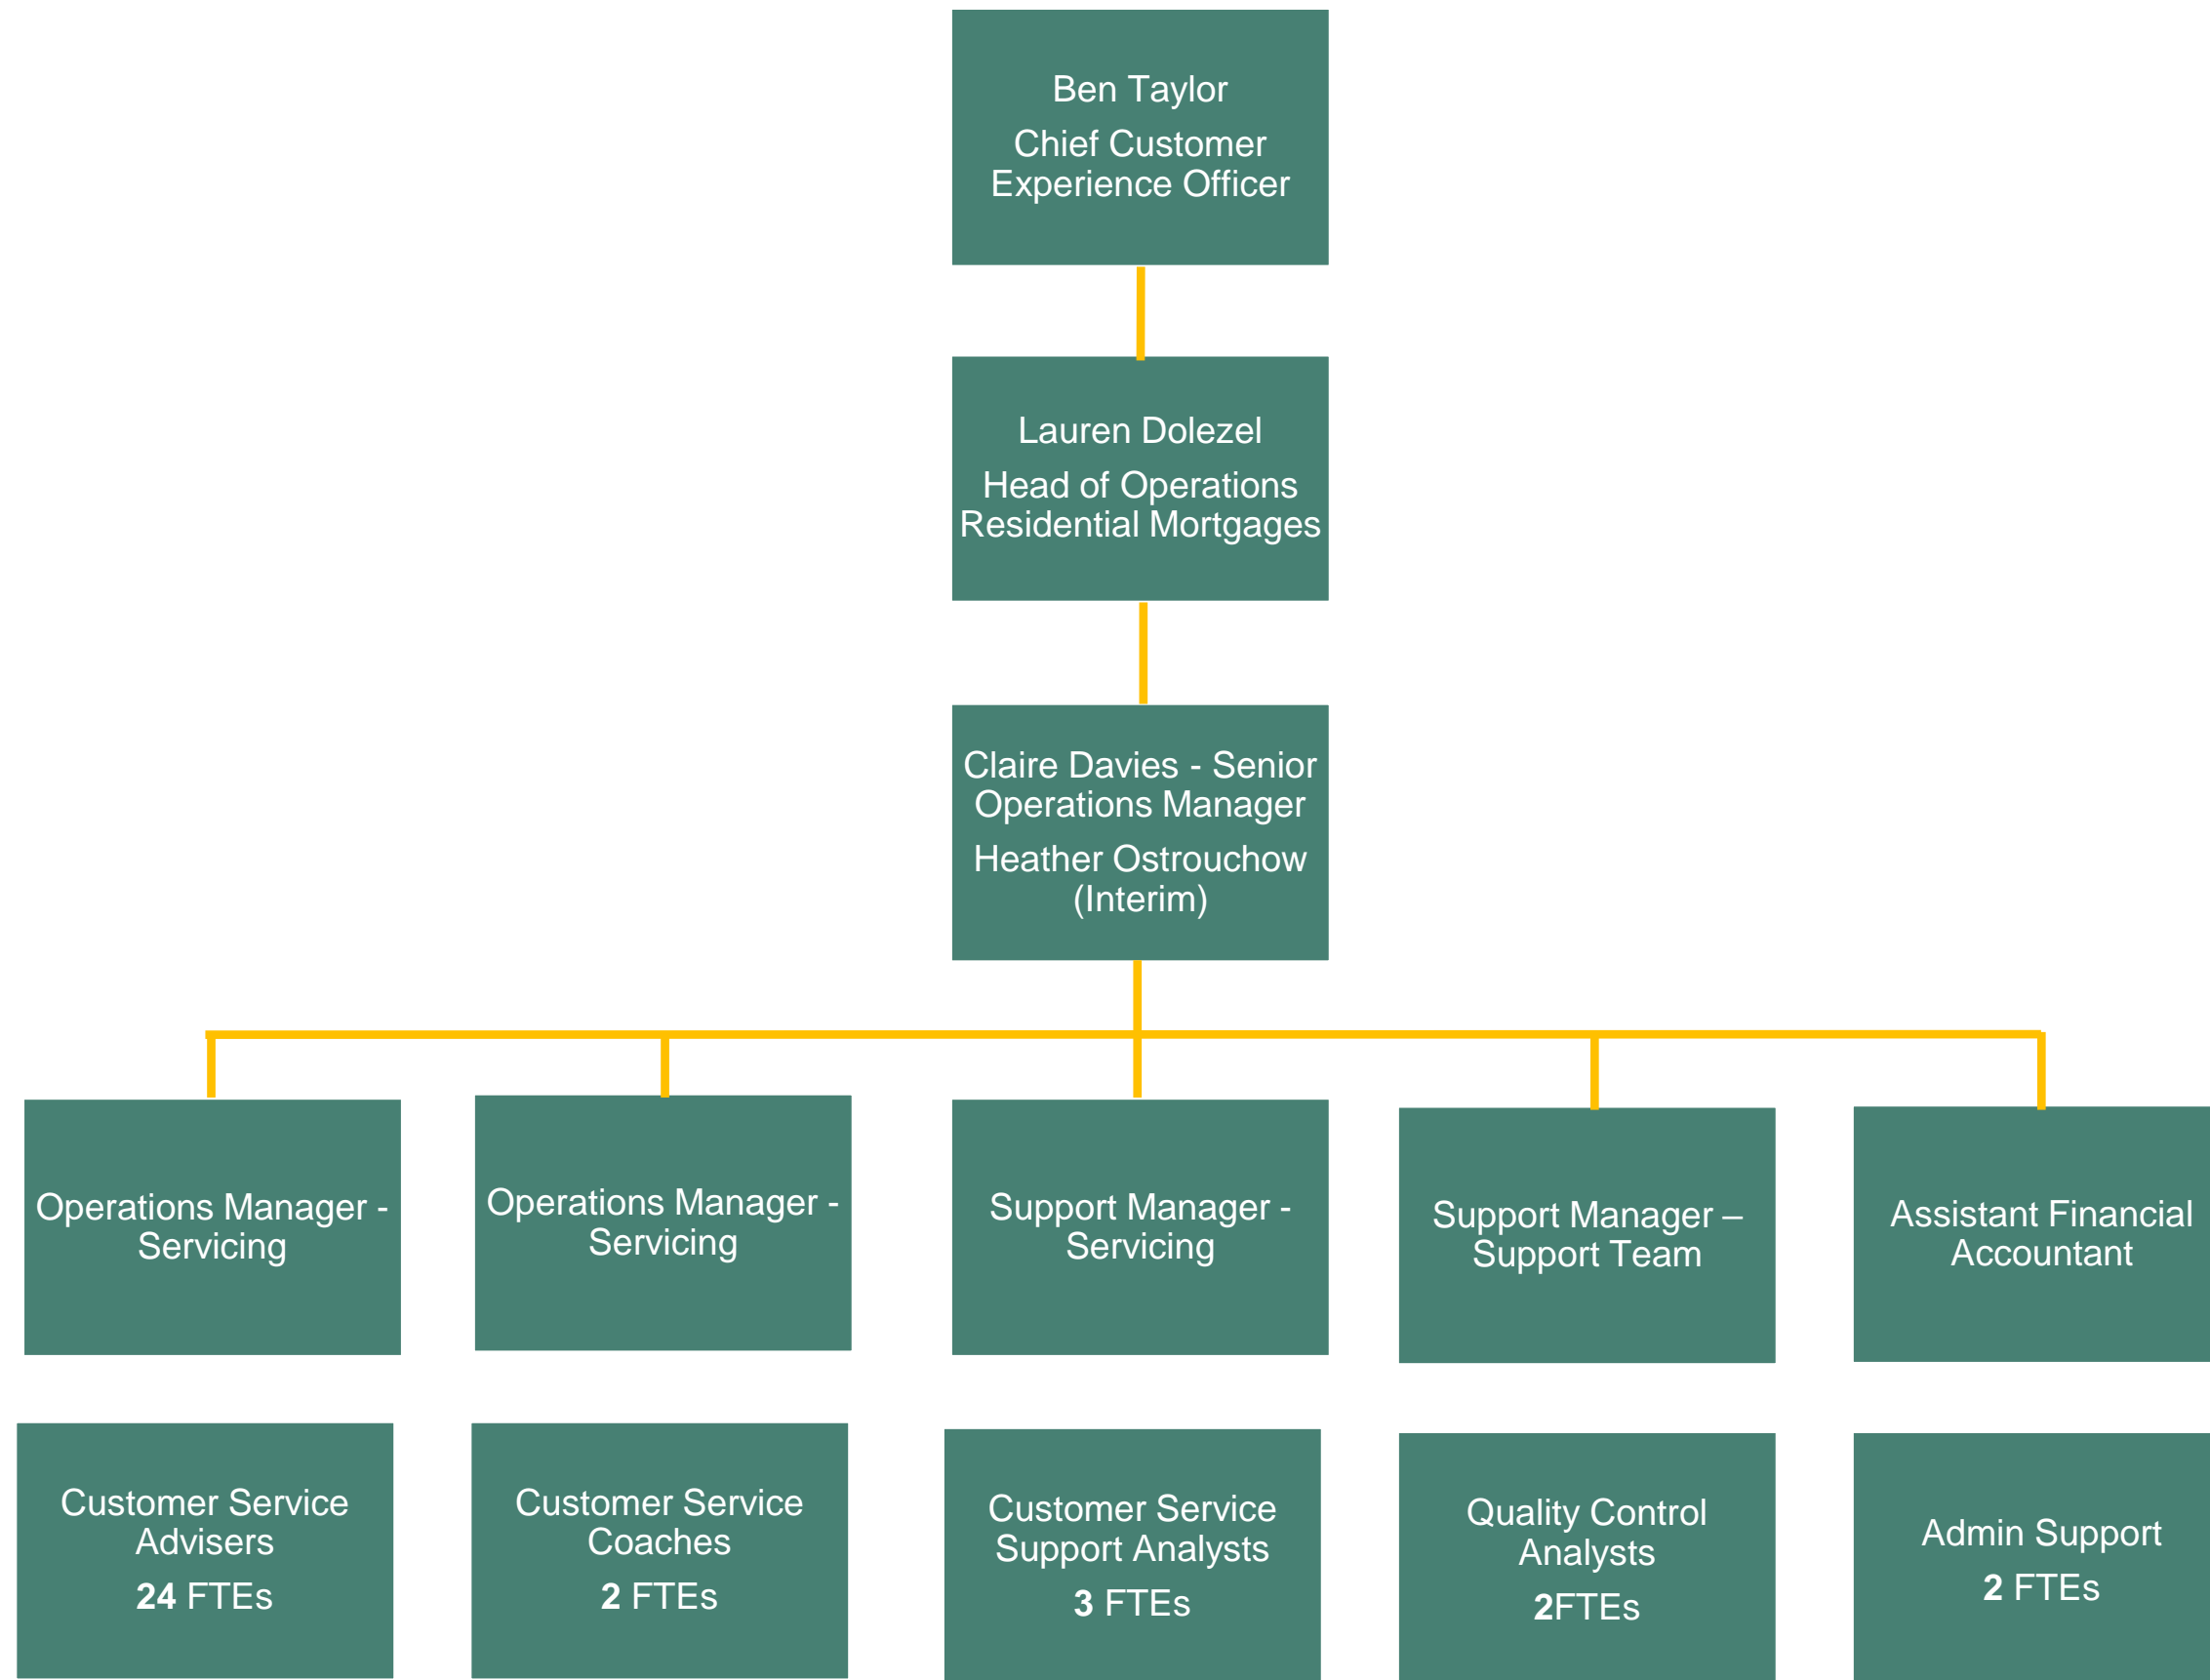 Ben Taylor
Chief Customer
Experience Officer
Lauren Dolezel
Head of Operations
Residential Mortgages
Claire Davies - Senior
Operations Manager
Heather Ostrouchow
(Interim)
Operations Manager -
Servicing
Operations Manager -
Servicing
Support Manager -
Servicing
Support Manager –
Support Team
Assistant Financial
Accountant
Customer Service
Advisers
24 FTEs
Customer Service
Coaches
2 FTEs
Customer Service
Support Analysts
3 FTEs
Quality Control
Analysts
2FTEs
Admin Support
2 FTEs